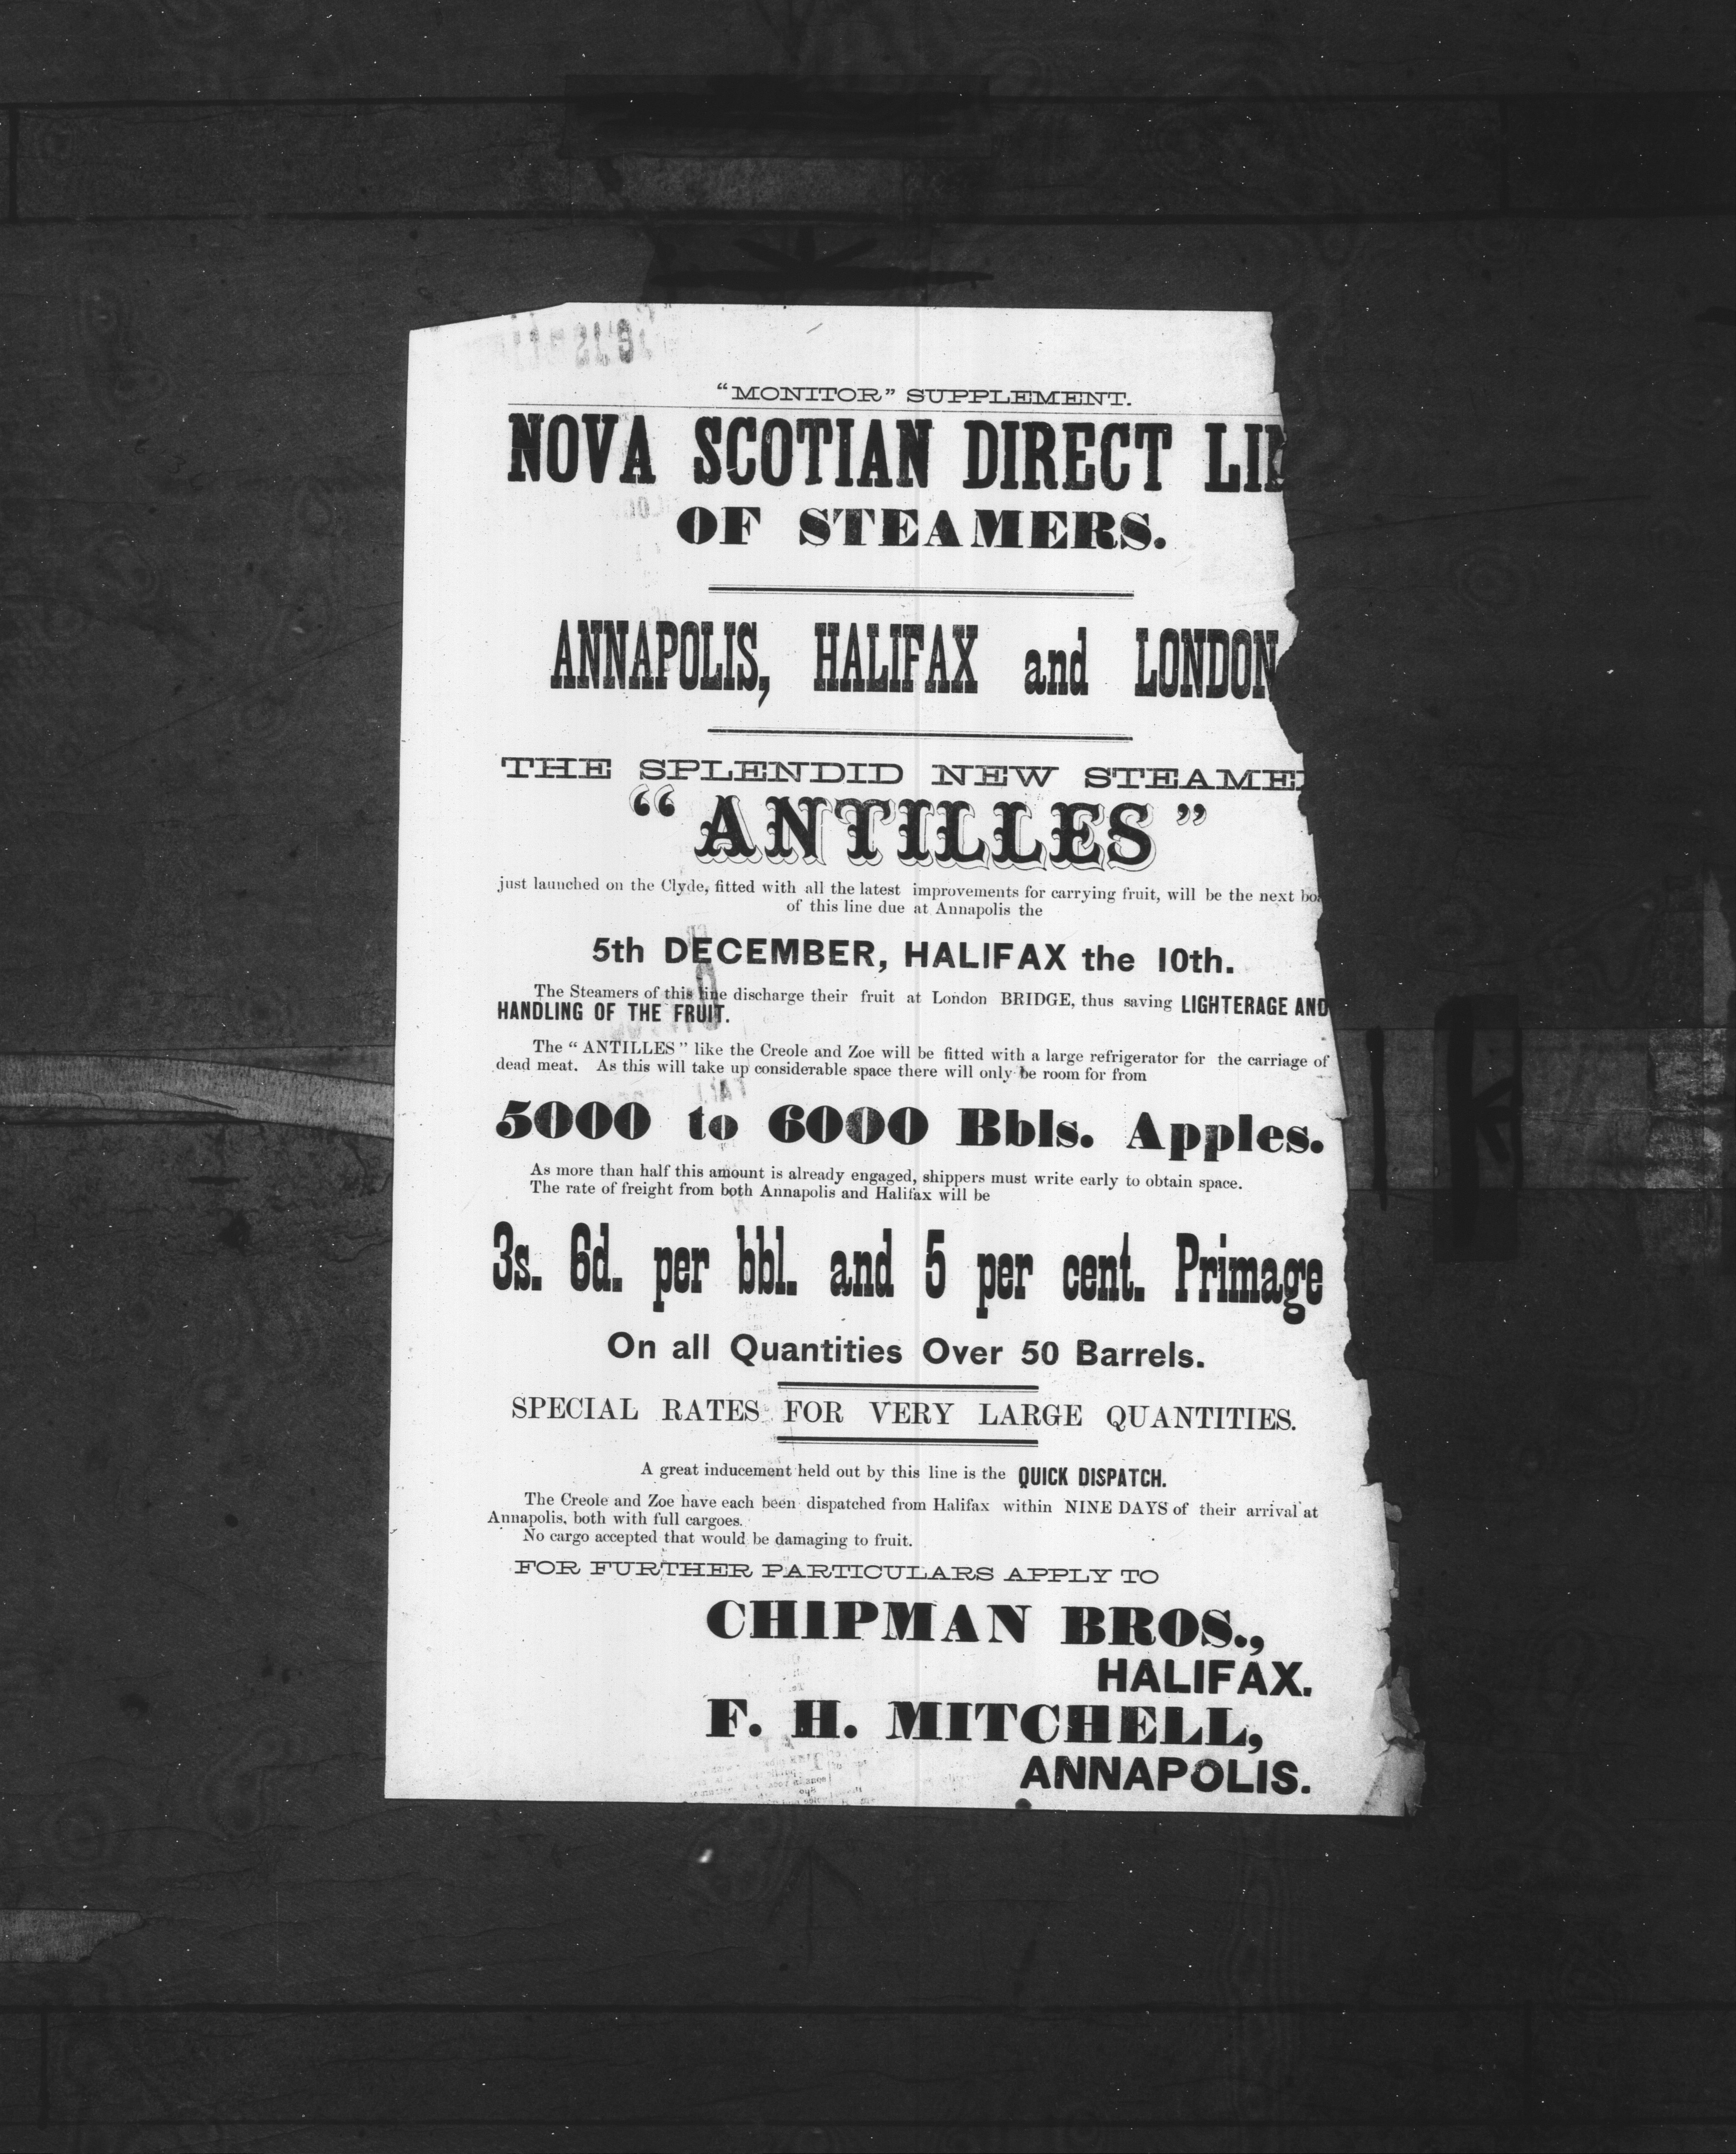 "MONITOR" SUPPLEMENT.
NOVA SCOTIAN DIRECT
OF STEAMERS.
ANNAPOLIS, HALIFAX and LONDON
THE SPLENDID NEW STEAMER
"ANTILLES"
just launched on the Clyde, fitted with all the latest improvements for carrying fruit, will be the next
of this line due at Annapolis the
5th DECEMBER, HALIFAX the 10th.
The Steamers of this line discharge their fruit at London BRIDGE, thus saving LIGHTERAGE AND
HANDLING OF THE FRUIT.
The "ANTILLES" like the Creole and Zoe will be fitted with a large refrigerator for the carriage of
dead meat. As this will take up considerable space there will only be room for from
5000 to 6000 Bbls. Apples.
As more than half this amount is already engaged, shippers must write early to obtain space.
The rate of freight from both Annapolis and Halifax will be
3s. 6d. per bbl. and 5 per cent. Primage
On all Quantities Over 50 Barrels.
SPECIAL RATES FOR VERY LARGE QUANTITIES.
A great inducement held out by this line is the QUICK DISPATCH.
The Creole and Zoe have each been dispatched from Halifax within NINE DAYS of their arrival at
Annapolis, both with full cargoes.
No cargo accepted that would be damaging to fruit.
FOR FURTHER PARTICULARS APPLY TO
CHIPMAN BROS.,
HALIFAX.
F. H. MITCHELL,
ANNAPOLIS.